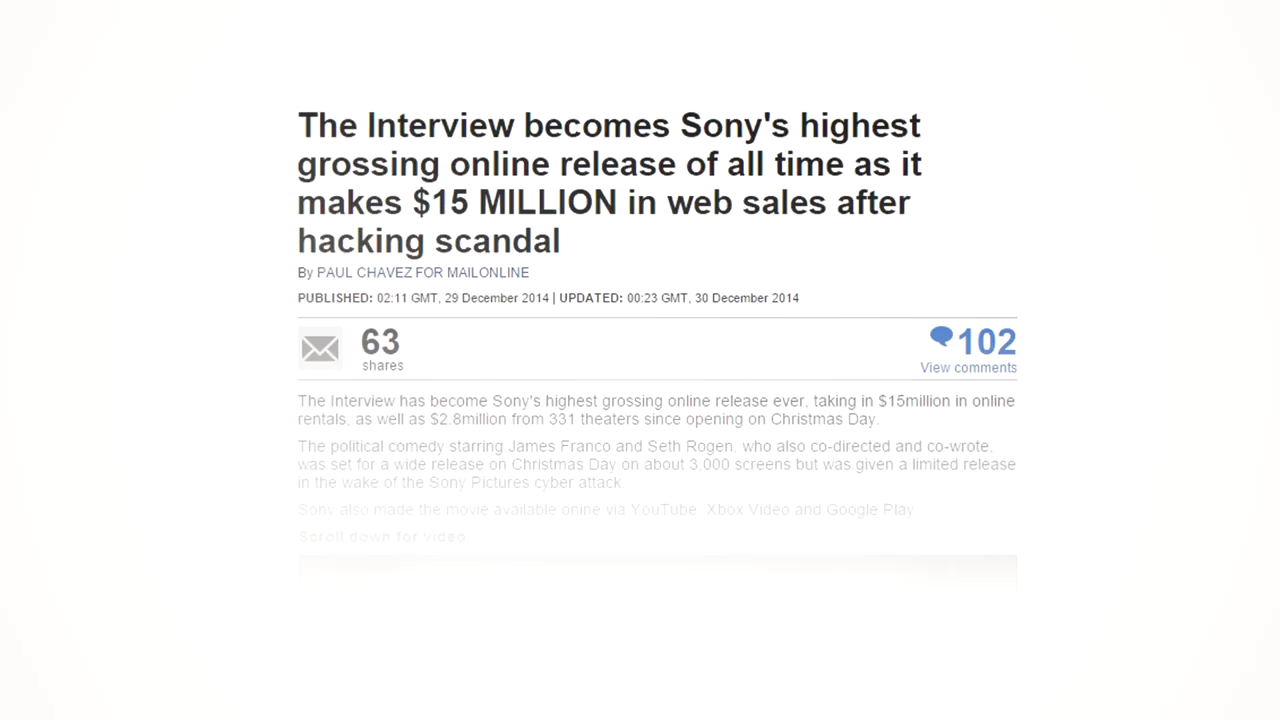 The Interview becomes Sony's highest
grossing online release of all time as it
makes $15 MILLION in web sales after
hacking scandal
By PAUL CHAVEZ FOR MAILONLINE
PUBLISHED: 02:11 GMT, 29 December 2014 | UPDATED: 00:23 GMT, 30 December 2014
63
shares
102
View comments
The Interview has become Sony's highest grossing online release ever, taking in $15million in online
rentals, as well as $2.8million from 331 theaters since opening on Christmas Day.
The political comedy starring James Franco and Seth Rogen, who also co-directed and co-wrote,
was set for a wide release on Christmas Day on about 3,000 screens but was given a limited release
in the wake of the Sony Pictures cyber attack.
Sony also made the movie available onine via YouTube, Xbox Video and Google Play
Scroll down for video